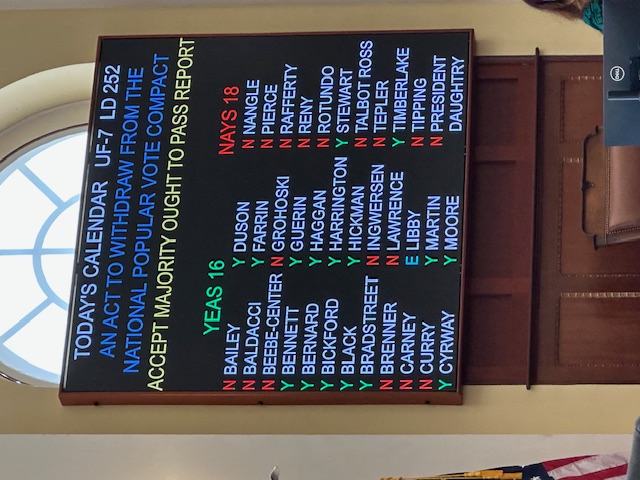 TODAY'S CALENDAR UF-7 LD 252
AN ACT TO WITHDRAW FROM THE
NATIONAL POPULAR VOTE COMPACT
ACCEPT MAJORITY OUGHT TO PASS REPORT
YEAS 16 NAYS 18
N BAILEY
N BALDACCI
N BEEBE-CENTER
Y BENNETT
Y BERNARD
Y BICKFORD
Y BLACK
Y BRADSTREET
N BRENNER
N CARNEY
N CURRY
Y CYRWAY
Y DUSON
Y FARRIN
N GROHOSKI
Y GUERIN
Y HAGGAN
Y HARRINGTON
Y HICKMAN
N INGWERSEN
N LAWRENCE
E LIBBY
Y MARTIN
Y MOORE
N NANGLE
N PIERCE
N RAFFERTY
N RENY
N ROTUNDO
Y STEWART
N TALBOT ROSS
N TEPLER
Y TIMBERLAKE
N TIPPING
N PRESIDENT
DAUGHTRY
DELL